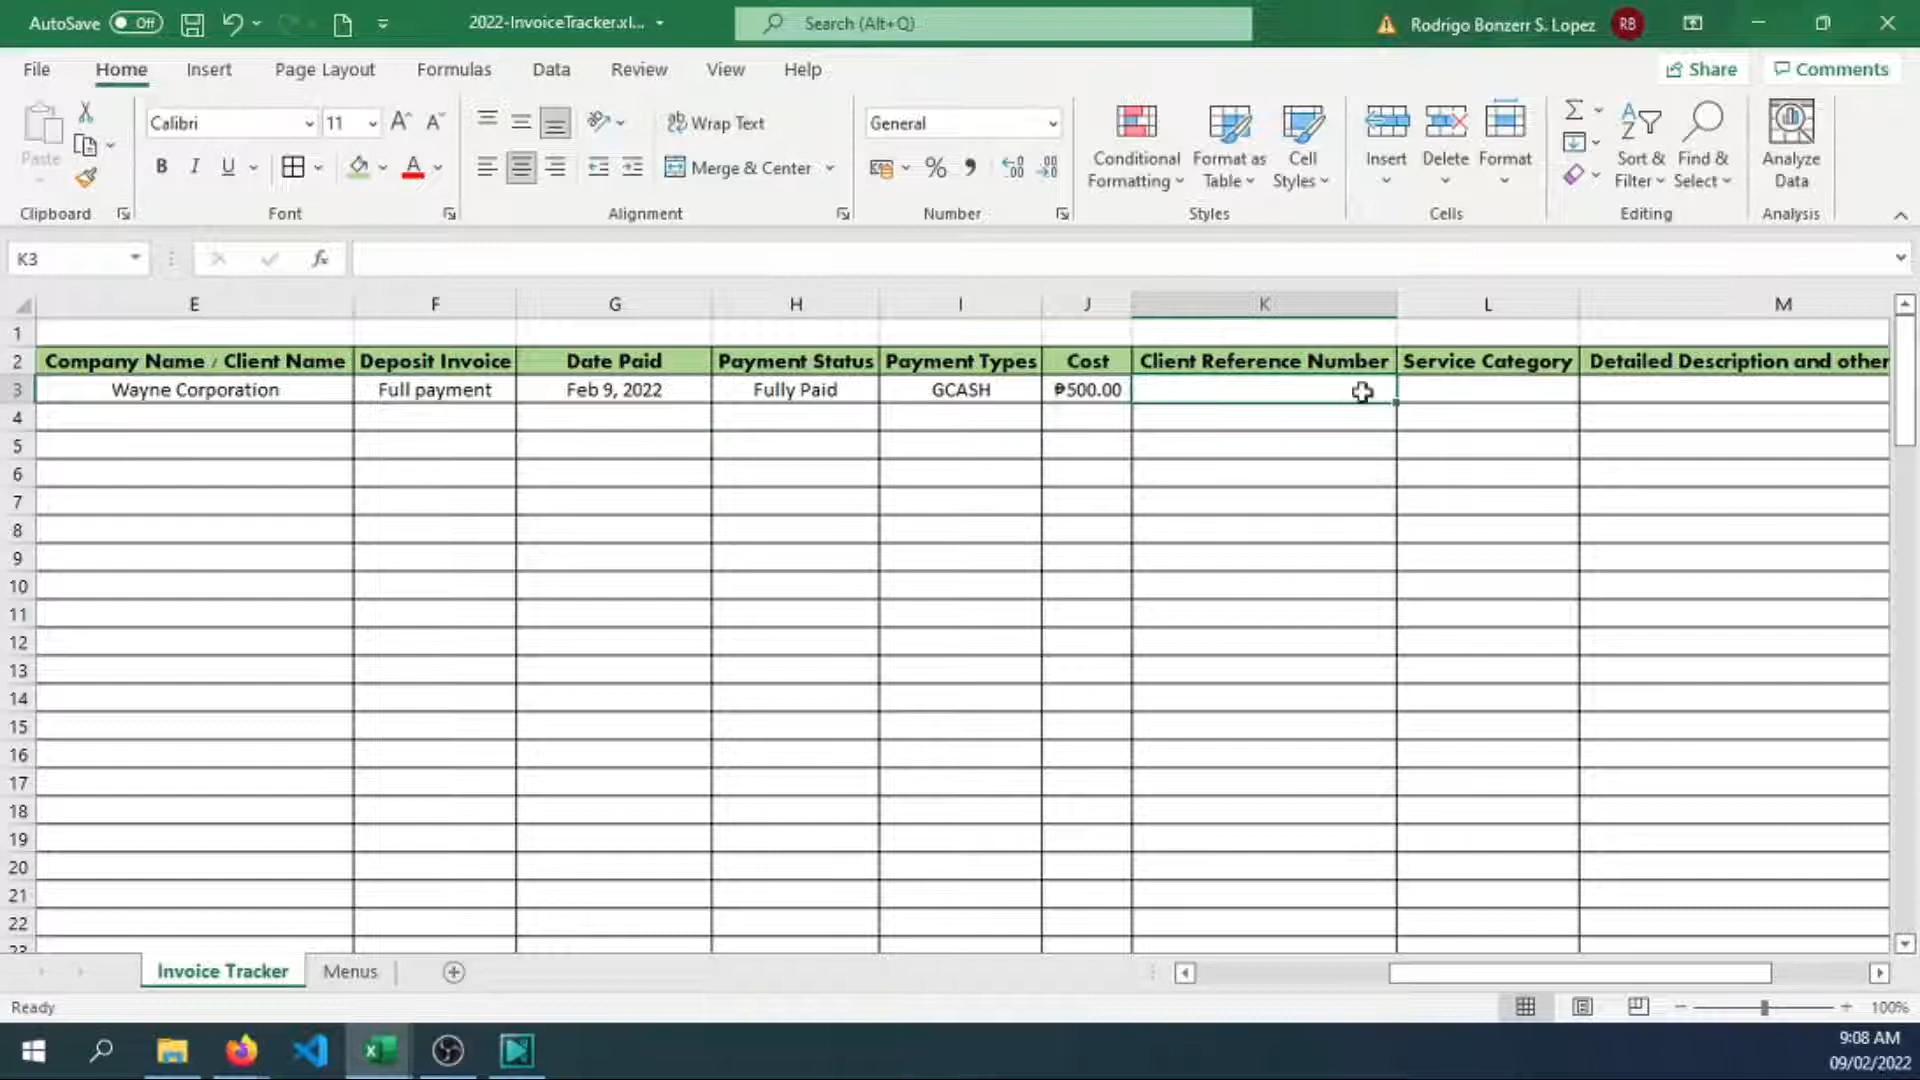 AutoSave Off 2022-InvoiceTracker.xl... Search (Alt+Q) Rodrigo Bonzerr S. Lopez RB
File Home Insert Page Layout Formulas Data Review View Help Share Comments
Paste Calibri 11 Wrap Text General
B I U A Merge & Center % Conditional Formatting Format as Table Cell Styles Insert Delete Format Sort & Filter Find & Select Analyze Data
Clipboard Font Alignment Number Styles Cells Editing Analysis
K3 fx
E F G H I J K L M
1
2 Company Name / Client Name Deposit Invoice Date Paid Payment Status Payment Types Cost Client Reference Number Service Category Detailed Description and other
3 Wayne Corporation Full payment Feb 9, 2022 Fully Paid GCASH ₱500.00
4
5
6
7
8
9
10
11
12
13
14
15
16
17
18
19
20
21
22
23
Invoice Tracker Menus
Ready 100%
9:08 AM
09/02/2022